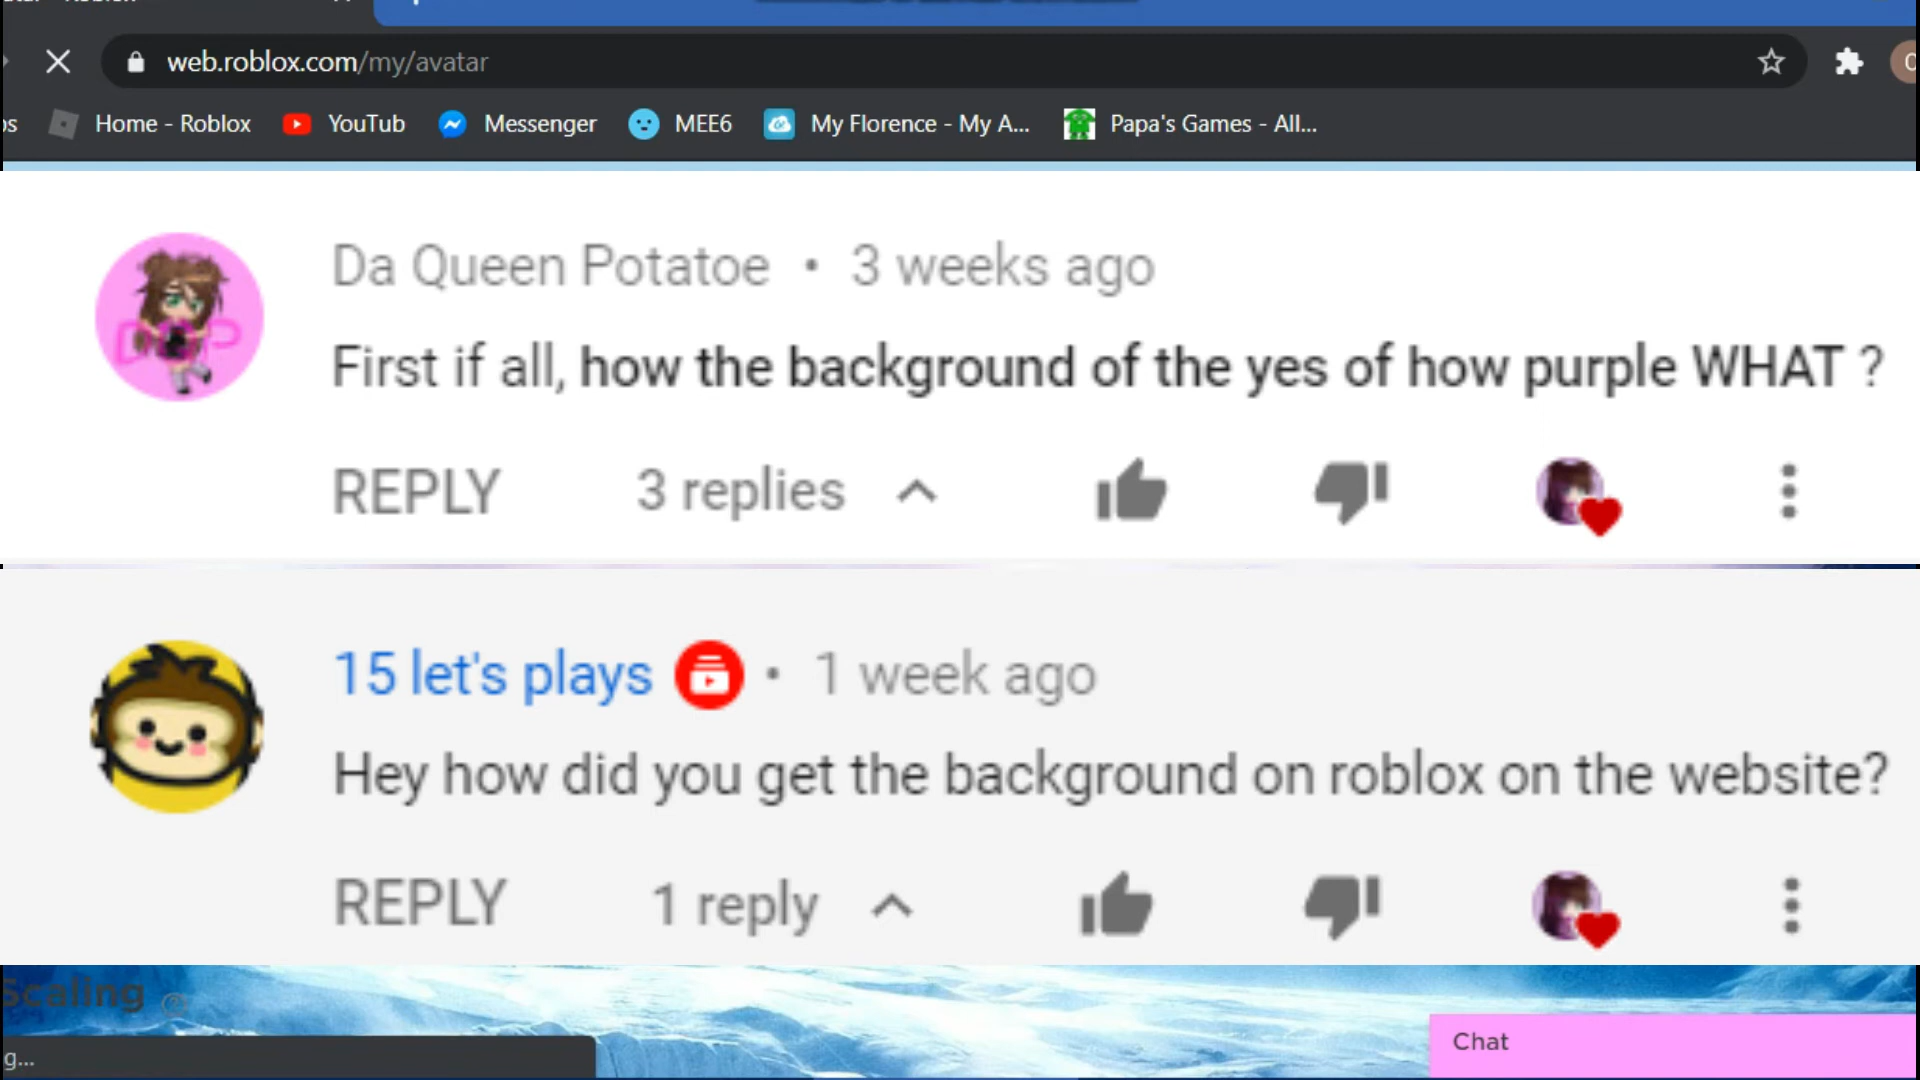 web.roblox.com/my/avatar
Home - Roblox YouTube Messenger MEE6 My Florence - My A... Papa's Games - All...
Da Queen Potatoe • 3 weeks ago
First if all, how the background of the yes of how purple WHAT ?
REPLY 3 replies
15 let's plays • 1 week ago
Hey how did you get the background on roblox on the website?
REPLY 1 reply
Scaling ?
g...
Chat